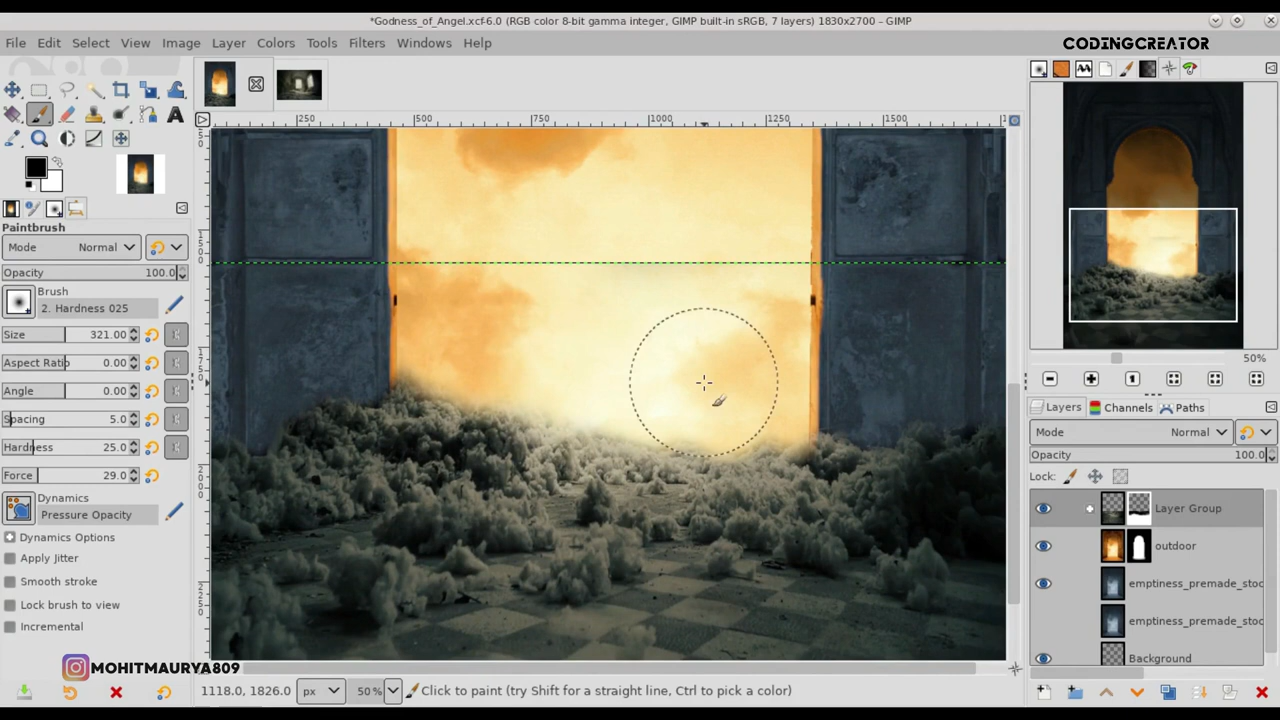 *Godness_of_Angel.xcf-6.0 (RGB color 8-bit gamma integer, GIMP built-in sRGB, 7 layers) 1830x2700 – GIMP
File Edit Select View Image Layer Colors Tools Filters Windows Help
CODINGCREATOR
250 500 750 1000 1250 1500
1500
1750
2000
2250
Paintbrush
Mode Normal
Opacity 100.0
Brush
2. Hardness 025
Size 321.00
Aspect Ratio 0.00
Angle 0.00
Spacing 5.0
Hardness 25.0
Force 29.0
Dynamics
Pressure Opacity
Dynamics Options
Apply Jitter
Smooth stroke
Lock brush to view
Incremental
MOHITMAURYA809
1118.0, 1826.0 px 50 % Click to paint (try Shift for a straight line, Ctrl to pick a color)
50%
Layers Channels Paths
Mode Normal
Opacity 100.0
Lock:
Layer Group
outdoor
emptiness_premade_stoc
emptiness_premade_stoc
Background